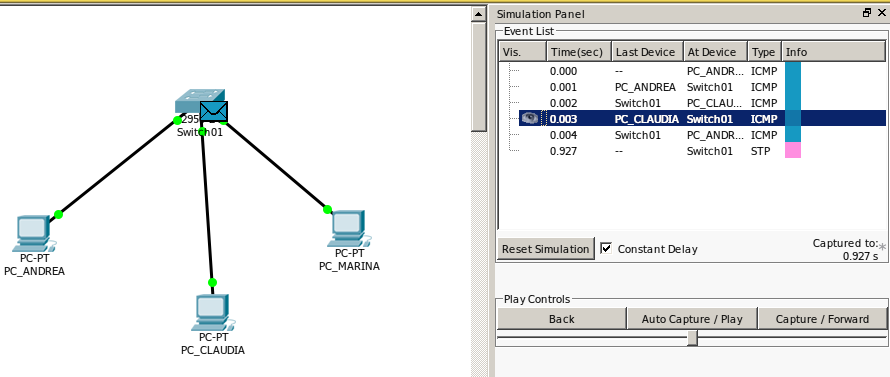 295
Switch01
PC-PT
PC_ANDREA
PC-PT
PC_MARINA
PC-PT
PC_CLAUDIA
Simulation Panel
Event List
Vis. Time(sec) Last Device At Device Type Info
0.000 -- PC_ANDR... ICMP
0.001 PC_ANDREA Switch01 ICMP
0.002 Switch01 PC_CLAU... ICMP
0.003 PC_CLAUDIA Switch01 ICMP
0.004 Switch01 PC_ANDR... ICMP
0.927 -- Switch01 STP
Reset Simulation Constant Delay Captured to: *
0.927 s
Play Controls
Back Auto Capture / Play Capture / Forward